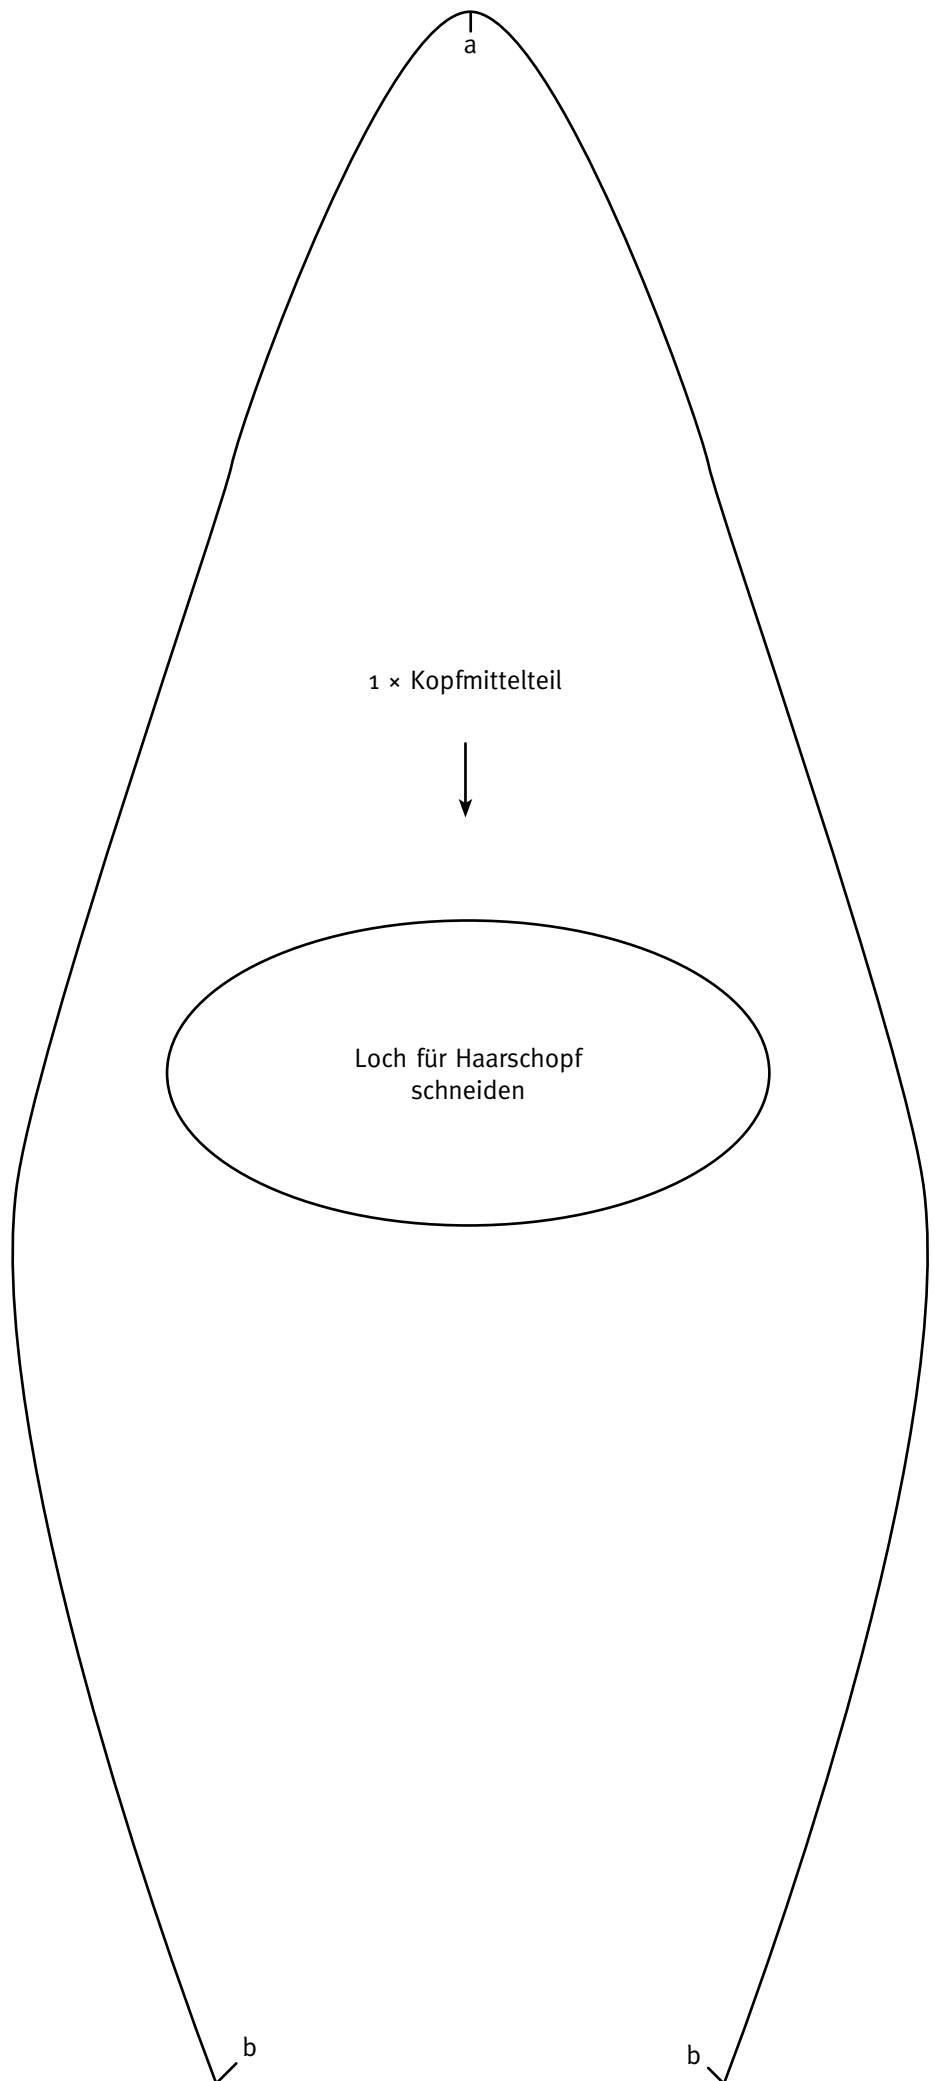 a
1 × Kopfmittelteil
Loch für Haarschopf
schneiden
b
b